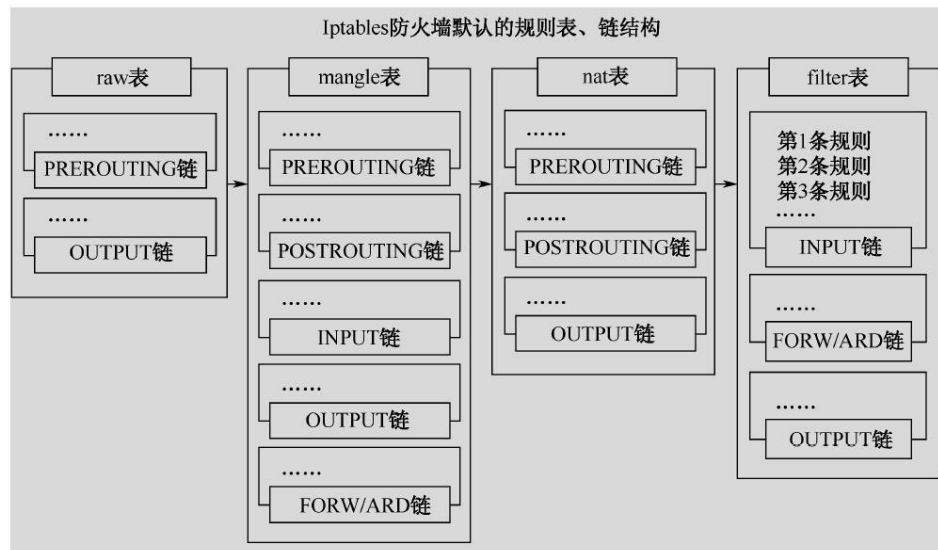 Iptables防火墙默认的规则表、链结构
raw表
……
PREROUTING链
……
OUTPUT链
mangle表
……
PREROUTING链
……
POSTROUTING链
……
INPUT链
……
OUTPUT链
……
FORW/ARD链
nat表
……
PREROUTING链
……
POSTROUTING链
……
OUTPUT链
filter表
第1条规则
第2条规则
第3条规则
……
INPUT链
……
FORW/ARD链
……
OUTPUT链